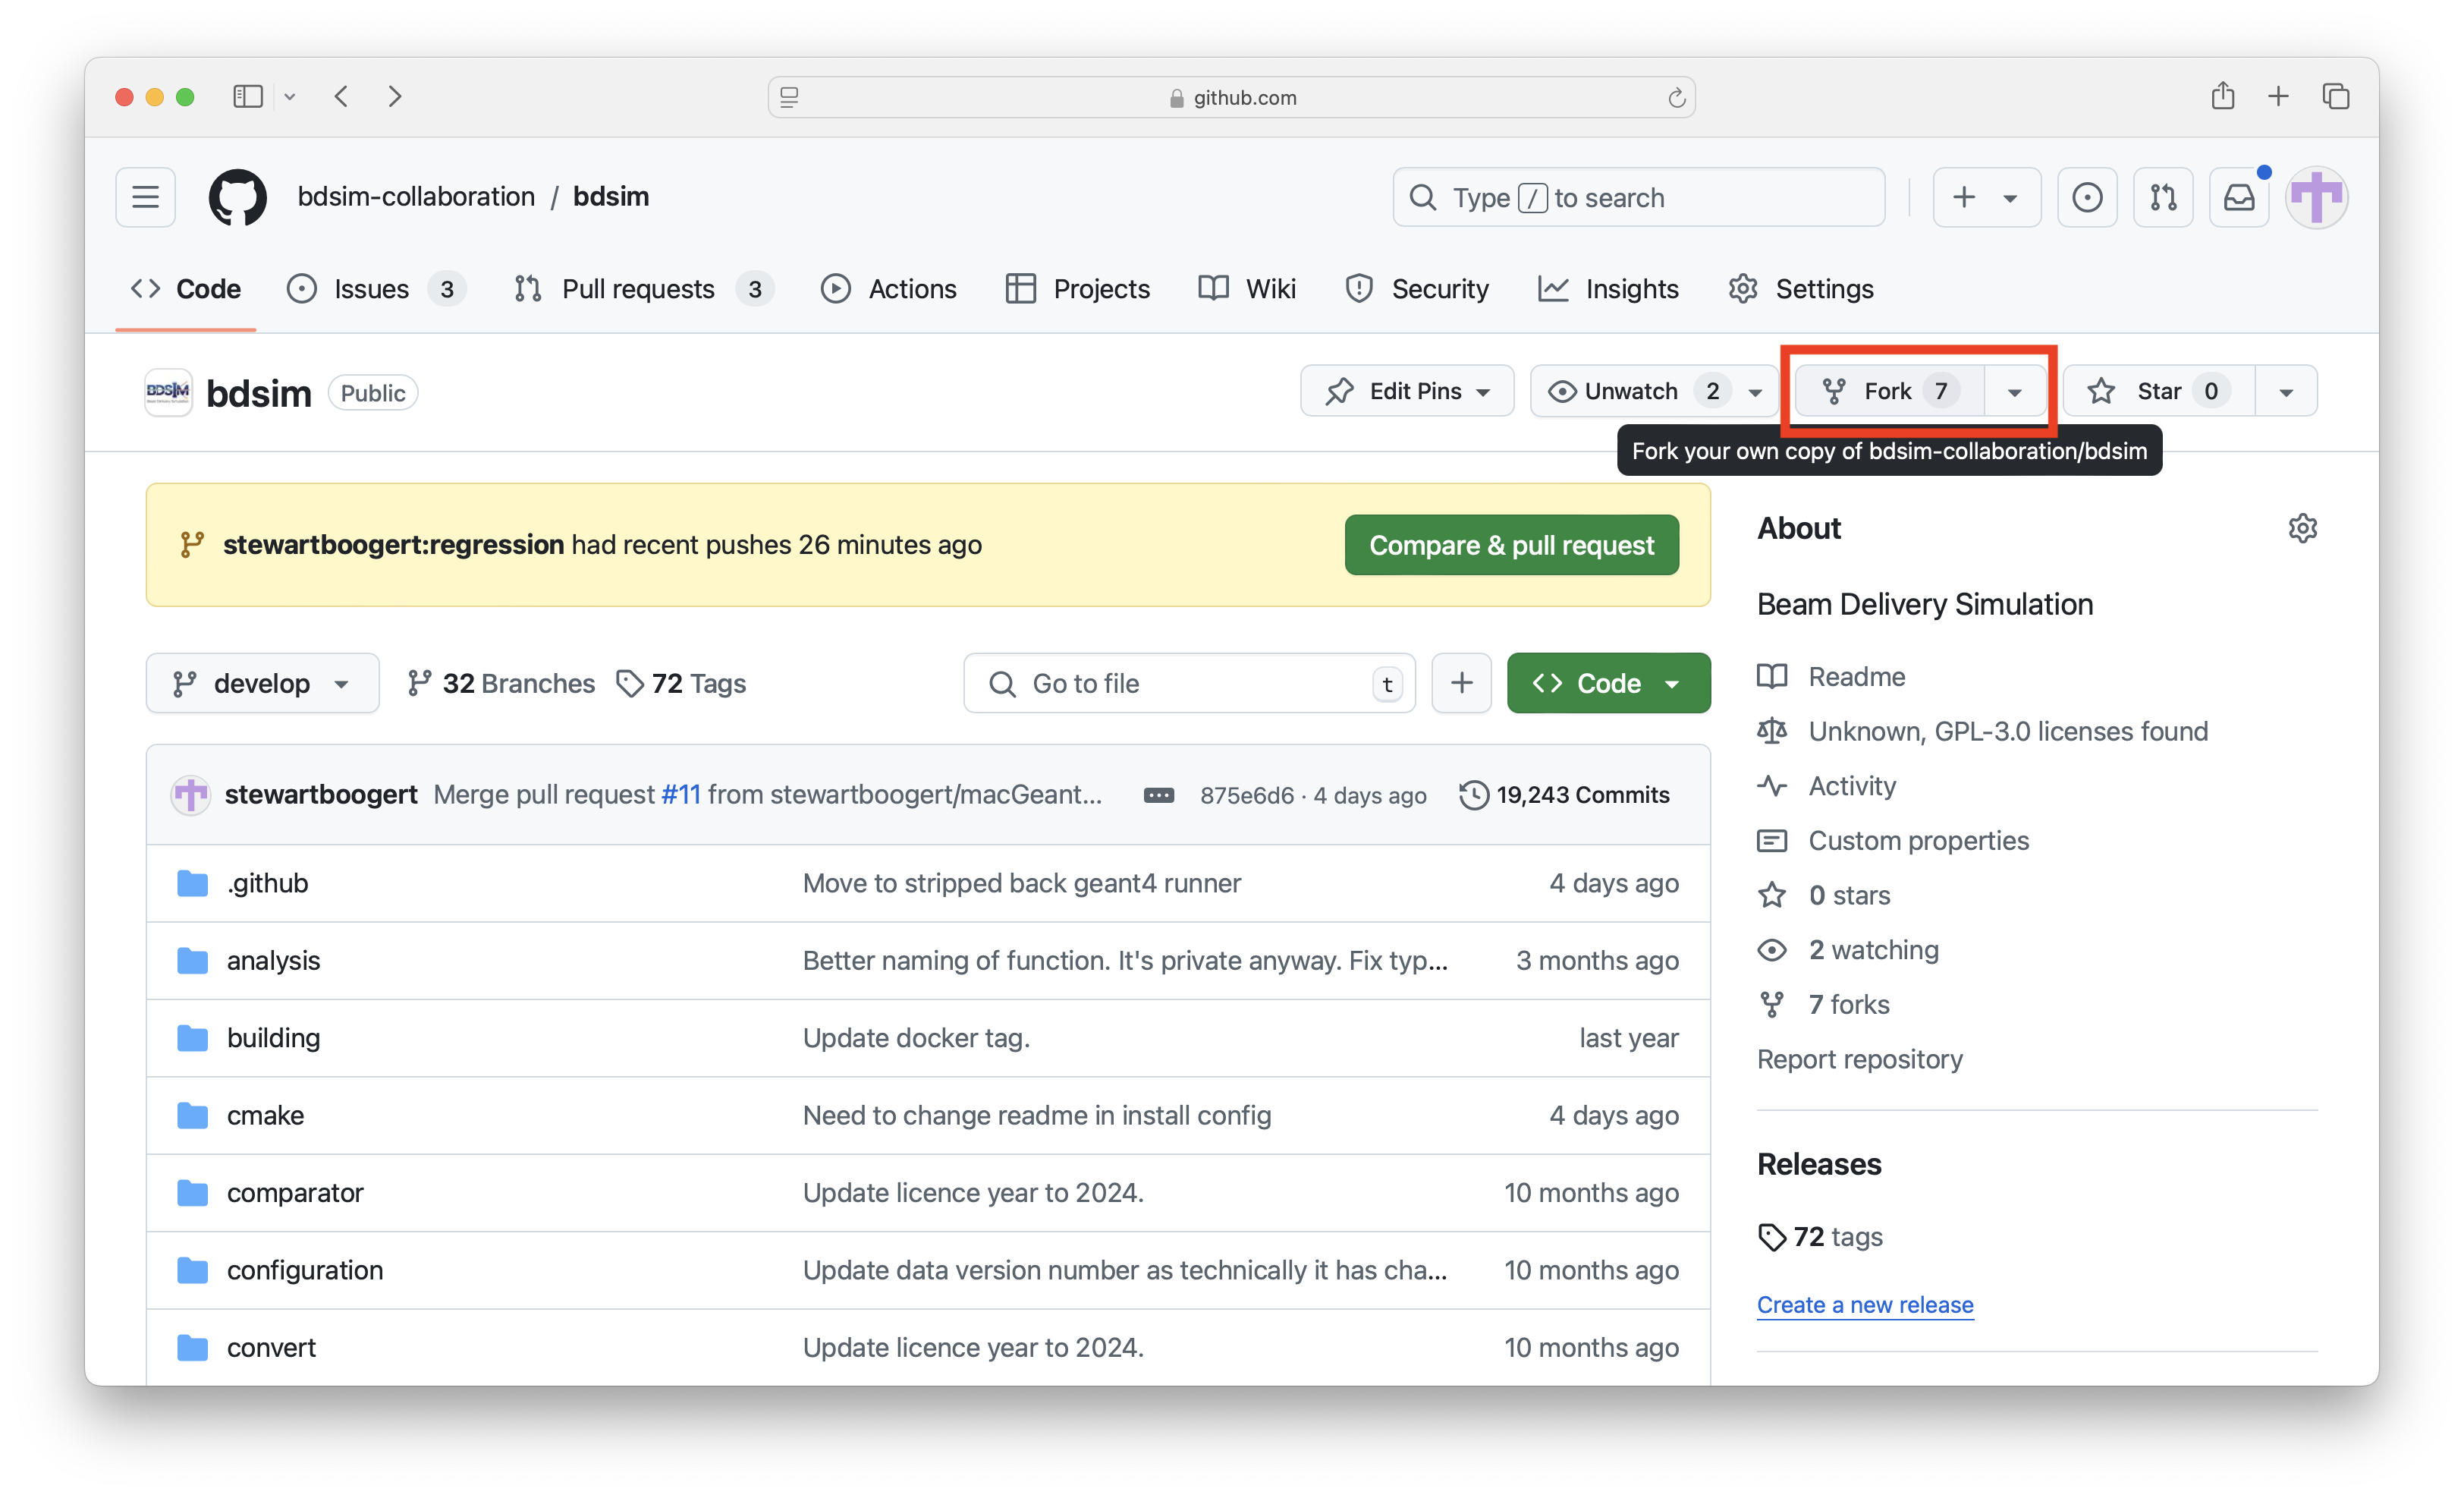 github.com
bdsim-collaboration / bdsim
Type / to search
Code
Issues 3
Pull requests 3
Actions
Projects
Wiki
Security
Insights
Settings
BDSIM
bdsim Public
Edit Pins
Unwatch 2
Fork 7
Star 0
Fork your own copy of bdsim-collaboration/bdsim
stewartboogert:regression had recent pushes 26 minutes ago
Compare & pull request
develop
32 Branches
72 Tags
Go to file t
Code
stewartboogert Merge pull request #11 from stewartboogert/macGeant... 875e6d6 · 4 days ago 19,243 Commits
.github Move to stripped back geant4 runner 4 days ago
analysis Better naming of function. It's private anyway. Fix typ... 3 months ago
building Update docker tag. last year
cmake Need to change readme in install config 4 days ago
comparator Update licence year to 2024. 10 months ago
configuration Update data version number as technically it has cha... 10 months ago
convert Update licence year to 2024. 10 months ago
About
Beam Delivery Simulation
Readme
Unknown, GPL-3.0 licenses found
Activity
Custom properties
0 stars
2 watching
7 forks
Report repository
Releases
72 tags
Create a new release